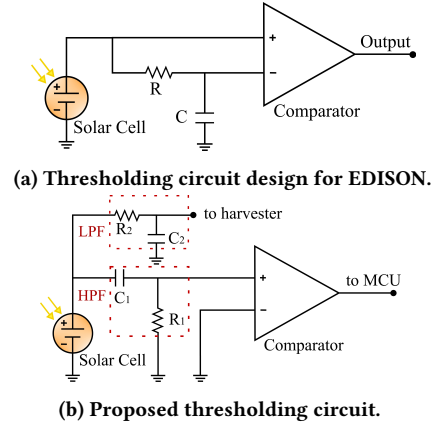 +
Output
−
R
+
−
C
Solar Cell
Comparator
(a) Thresholding circuit design for EDISON.
to harvester
LPF
R2
C2
HPF
C1
+
to MCU
R1
−
+
−
Solar Cell
Comparator
(b) Proposed thresholding circuit.